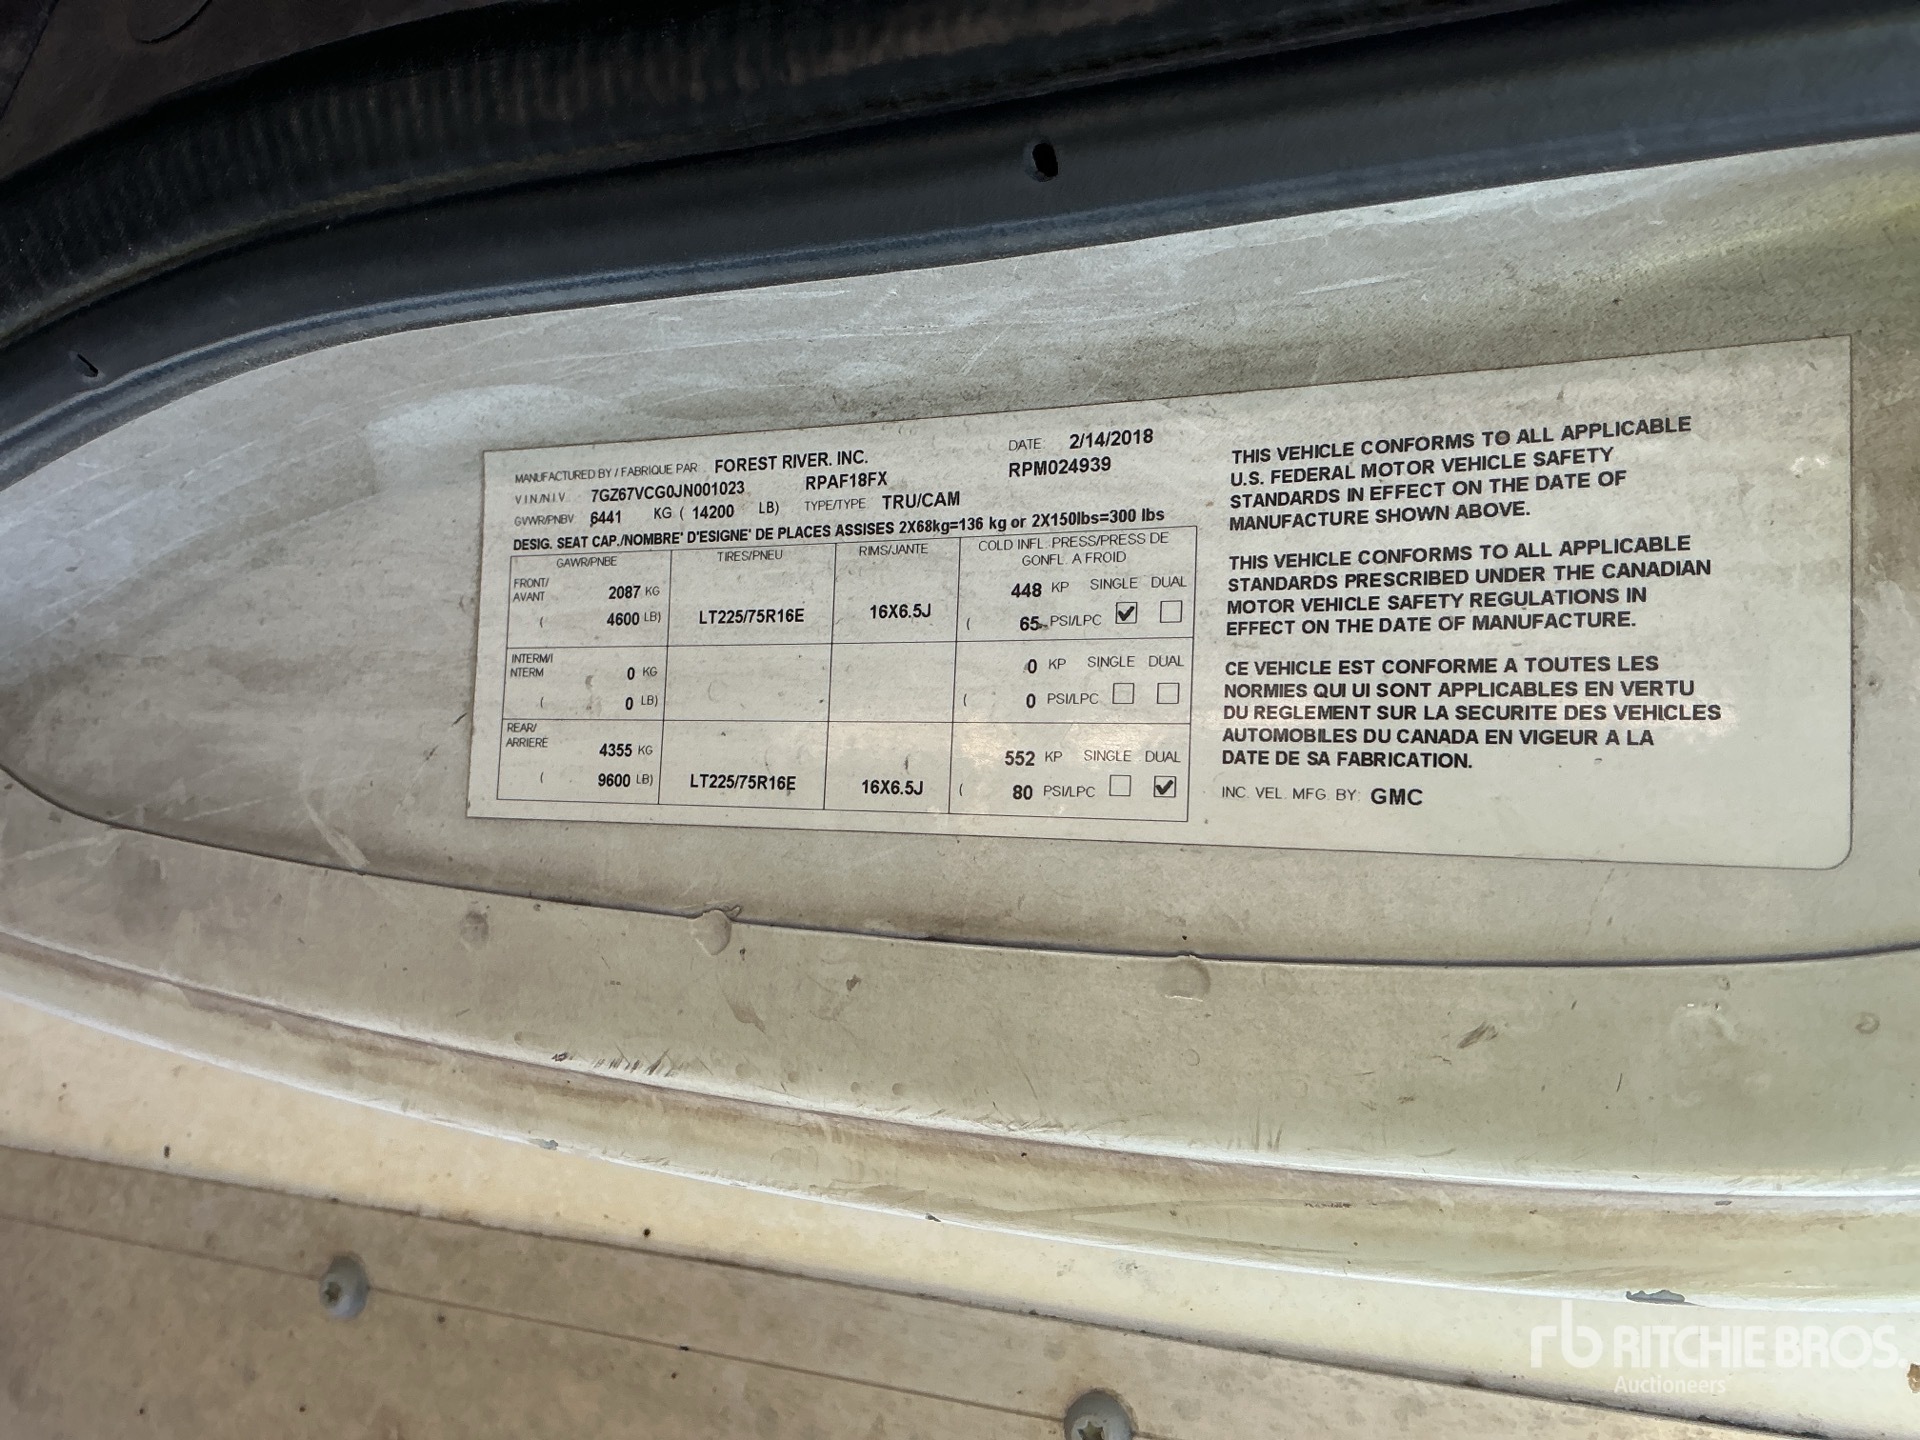 MANUFACTURED BY / FABRIQUE PAR FOREST RIVER. INC. DATE: 2/14/2018
V I N./N.I.V. 7GZ67VCG0JN001023 RPAF18FX RPM024939
GVWR/PNBV 6441 KG ( 14200 LB) TYPE/TYPE TRU/CAM
DESIG. SEAT CAP./NOMBRE' D'ESIGNE' DE PLACES ASSISES 2X68kg=136 kg or 2X150lbs=300 lbs
GAWR/PNBE TIRES/PNEU RIMS/JANTE COLD INFL. PRESS/PRESS DE
GONFL. A FROID
FRONT/
AVANT 2087 KG 448 KP SINGLE DUAL
( 4600 LB) LT225/75R16E 16X6.5J ( 65 PSI/LPC ☑ ☐
INTERM/I
NTERM 0 KG 0 KP SINGLE DUAL
( 0 LB) ( 0 PSI/LPC ☐ ☐
REAR/
ARRIERE 4355 KG 552 KP SINGLE DUAL
( 9600 LB) LT225/75R16E 16X6.5J ( 80 PSI/LPC ☐ ☑
THIS VEHICLE CONFORMS TO ALL APPLICABLE
U.S. FEDERAL MOTOR VEHICLE SAFETY
STANDARDS IN EFFECT ON THE DATE OF
MANUFACTURE SHOWN ABOVE.
THIS VEHICLE CONFORMS TO ALL APPLICABLE
STANDARDS PRESCRIBED UNDER THE CANADIAN
MOTOR VEHICLE SAFETY REGULATIONS IN
EFFECT ON THE DATE OF MANUFACTURE.
CE VEHICLE EST CONFORME A TOUTES LES
NORMIES QUI UI SONT APPLICABLES EN VERTU
DU REGLEMENT SUR LA SECURITE DES VEHICLES
AUTOMOBILES DU CANADA EN VIGEUR A LA
DATE DE SA FABRICATION.
INC. VEL. MFG. BY: GMC
rb RITCHIE BROS.
Auctioneers